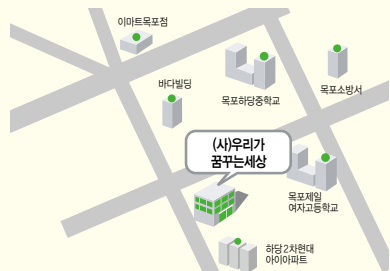 이마트목포점
바다빌딩
목포하당중학교
목포소방서
(사)우리가
꿈꾸는세상
목포제일
여자고등학교
하당2차현대
아이아파트